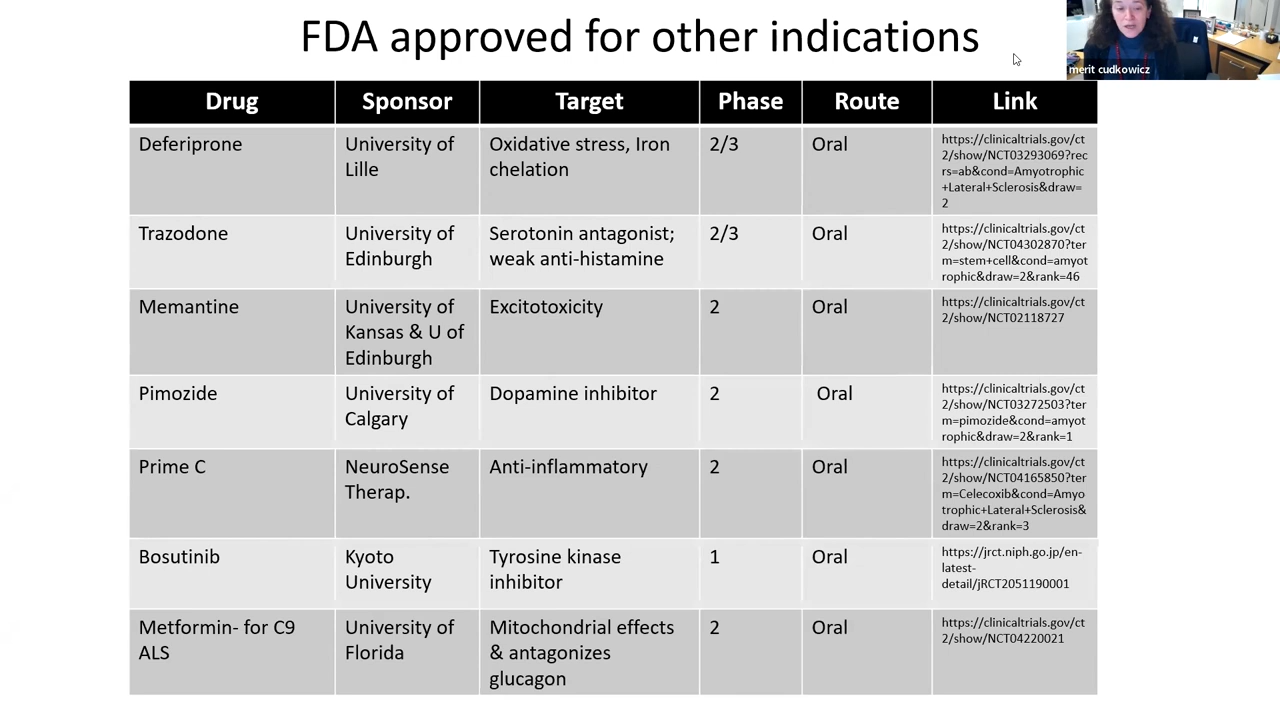 FDA approved for other indications
merit cudkowicz
Drug Sponsor Target Phase Route Link
Deferiprone
University of
Lille
Oxidative stress, Iron
chelation
2/3
Oral
https://clinicaltrials.gov/ct
2/show/NCT03293069?rec
rs=ab&cond=Amyotrophic
+Lateral+Sclerosis&draw=
2
Trazodone
University of
Edinburgh
Serotonin antagonist;
weak anti-histamine
2/3
Oral
https://clinicaltrials.gov/ct
2/show/NCT04302870?ter
m=stem+cell&cond=amyot
rophic&draw=2&rank=46
Memantine
University of
Kansas & U of
Edinburgh
Excitotoxicity
2
Oral
https://clinicaltrials.gov/ct
2/show/NCT02118727
Pimozide
University of
Calgary
Dopamine inhibitor
2
Oral
https://clinicaltrials.gov/ct
2/show/NCT03272503?ter
m=pimozide&cond=amyot
rophic&draw=2&rank=1
Prime C
NeuroSense
Therap.
Anti-inflammatory
2
Oral
https://clinicaltrials.gov/ct
2/show/NCT04165850?ter
m=Celecoxib&cond=Amyo
trophic+Lateral+Sclerosis&
draw=2&rank=3
Bosutinib
Kyoto
University
Tyrosine kinase
inhibitor
1
Oral
https://jrct.niph.go.jp/en-
latest-
detail/jRCT2051190001
Metformin- for C9
ALS
University of
Florida
Mitochondrial effects
& antagonizes
glucagon
2
Oral
https://clinicaltrials.gov/ct
2/show/NCT04220021